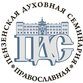 ПЕНЗЕНСКАЯ ДУХОВНАЯ СЕМИНАРИЯ
ПДС
ПРАВОСЛАВНАЯ